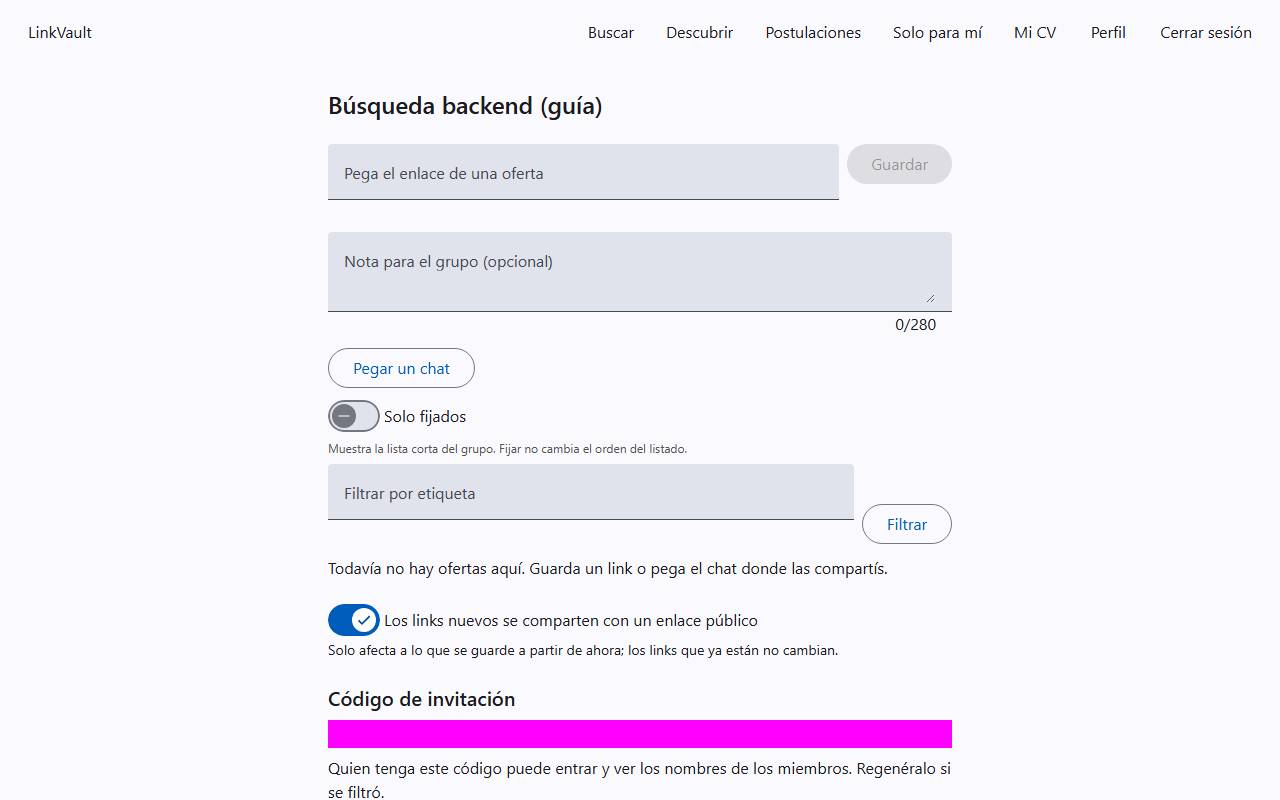 LinkVault
Buscar
Descubrir
Postulaciones
Solo para mí
Mi CV
Perfil
Cerrar sesión
Búsqueda backend (guía)
Pega el enlace de una oferta
Guardar
Nota para el grupo (opcional)
0/280
Pegar un chat
Solo fijados
Muestra la lista corta del grupo. Fijar no cambia el orden del listado.
Filtrar por etiqueta
Filtrar
Todavía no hay ofertas aquí. Guarda un link o pega el chat donde las compartís.
Los links nuevos se comparten con un enlace público
Solo afecta a lo que se guarde a partir de ahora; los links que ya están no cambian.
Código de invitación
Quien tenga este código puede entrar y ver los nombres de los miembros. Regenéralo si
se filtró.